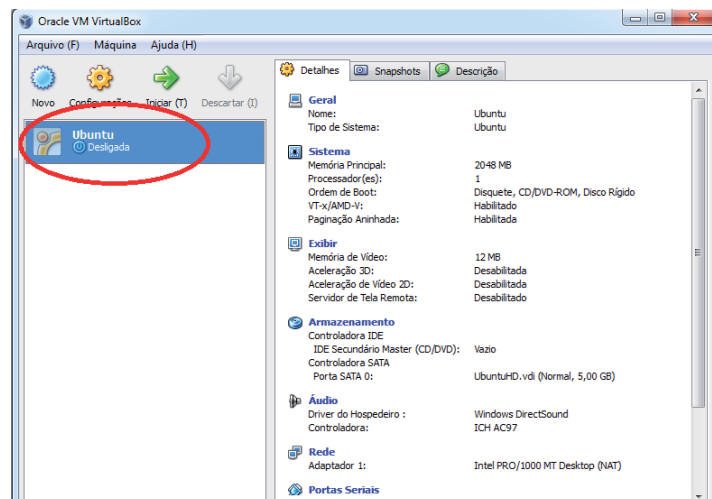 Oracle VM VirtualBox
Arquivo (F) Máquina Ajuda (H)
Novo Configurações Iniciar (T) Descartar (I)
Ubuntu
Desligada
Detalhes Snapshots Descrição
Geral
Nome: Ubuntu
Tipo de Sistema: Ubuntu
Sistema
Memória Principal: 2048 MB
Processador(es): 1
Ordem de Boot: Disquete, CD/DVD-ROM, Disco Rígido
VT-x/AMD-V: Habilitado
Paginação Aninhada: Habilitada
Exibir
Memória de Vídeo: 12 MB
Aceleração 3D: Desabilitada
Aceleração de Vídeo 2D: Desabilitada
Servidor de Tela Remota: Desabilitado
Armazenamento
Controladora IDE
IDE Secundário Master (CD/DVD): Vazio
Controladora SATA
Porta SATA 0: UbuntuHD.vdi (Normal, 5,00 GB)
Áudio
Driver do Hospedeiro : Windows DirectSound
Controladora: ICH AC97
Rede
Adaptador 1: Intel PRO/1000 MT Desktop (NAT)
Portas Seriais